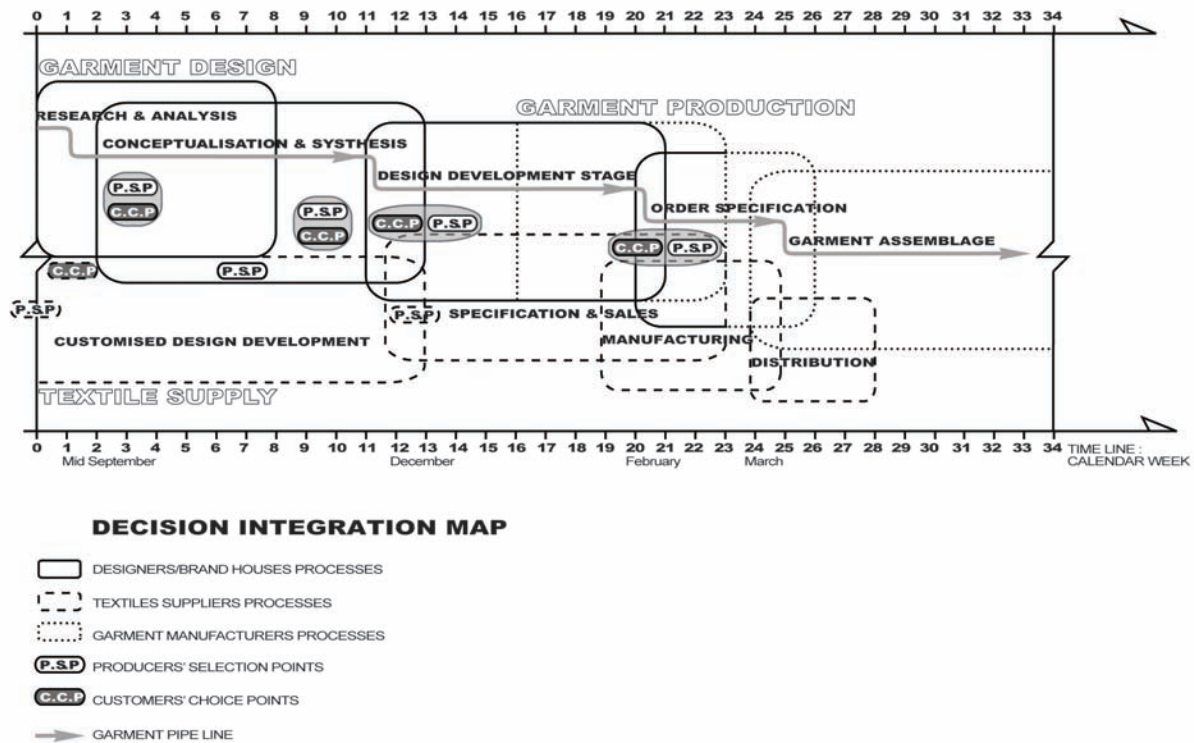 0 1 2 3 4 5 6 7 8 9 10 11 12 13 14 15 16 17 18 19 20 21 22 23 24 25 26 27 28 29 30 31 32 33 34
GARMENT DESIGN
GARMENT PRODUCTION
RESEARCH & ANALYSIS
CONCEPTUALISATION & SYSTHESIS
DESIGN DEVELOPMENT STAGE
P.S.P
C.C.P
P.S.P
C.C.P
C.C.P P.S.P
ORDER SPECIFICATION
C.C.P P.S.P
GARMENT ASSEMBLAGE
C.C.P
P.S.P
P.S.P
P.S.P
SPECIFICATION & SALES
CUSTOMISED DESIGN DEVELOPMENT
MANUFACTURING
DISTRIBUTION
TEXTILE SUPPLY
0 1 2 3 4 5 6 7 8 9 10 11 12 13 14 15 16 17 18 19 20 21 22 23 24 25 26 27 28 29 30 31 32 33 34
TIME LINE :
CALENDAR WEEK
Mid September
December
February
March
DECISION INTEGRATION MAP
DESIGNERS/BRAND HOUSES PROCESSES
TEXTILES SUPPLIERS PROCESSES
GARMENT MANUFACTURERS PROCESSES
P.S.P PRODUCERS' SELECTION POINTS
C.C.P CUSTOMERS' CHOICE POINTS
GARMENT PIPE LINE